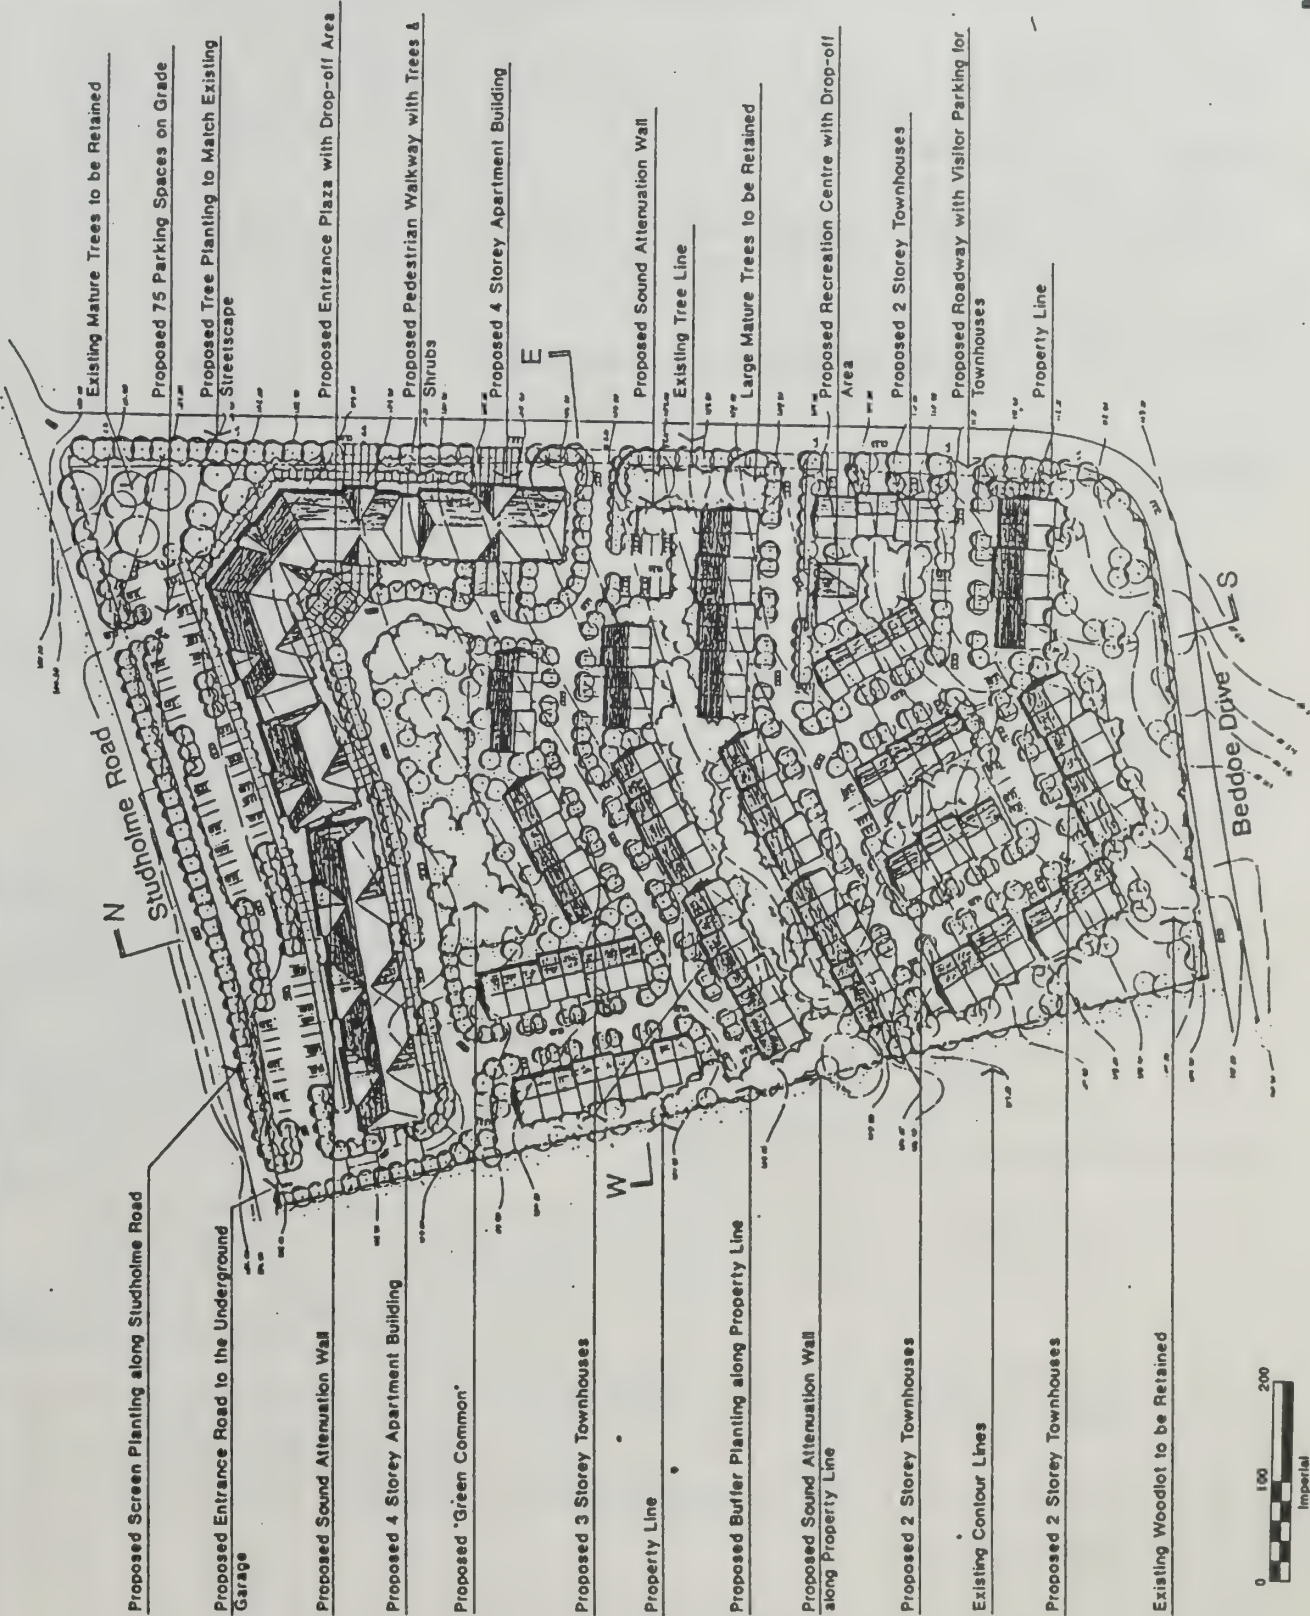 Existing Mature Trees to be Retained
Proposed 75 Parking Spaces on Grade
Proposed Tree Planting to Match Existing
Streetscape
Proposed Entrance Plaza with Drop-off Area
Proposed Pedestrian Walkway with Trees &
Shrubs
Proposed 4 Storey Apartment Building
Proposed Sound Attenuation Wall
Existing Tree Line
Large Mature Trees to be Retained
Proposed Recreation Centre with Drop-off
Area
Proposed 2 Storey Townhouses
Proposed Roadway with Visitor Parking for
Townhouses
Property Line
Studholme Road
Beddoe Drive
N
E
S
W
Proposed Screen Planting along Studholme Road
Proposed Entrance Road to the Underground
Garage
Proposed Sound Attenuation Wall
Proposed 4 Storey Apartment Building
Proposed "Green Common"
Proposed 3 Storey Townhouses
Property Line
Proposed Buffer Planting along Property Line
Proposed Sound Attenuation Wall
along Property Line
Proposed 2 Storey Townhouses
Existing Contour Lines
Proposed 2 Storey Townhouses
Existing Woodlot to be Retained
0 100 200
Imperial